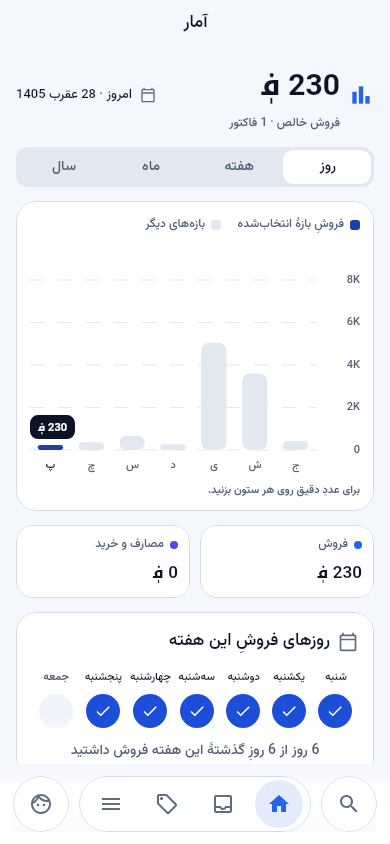 آمار
230 ؋
امروز · 28 عقرب 1405
فروش خالص · 1 فاکتور
روز
هفته
ماه
سال
فروشِ بازهٔ انتخاب‌شده
بازه‌های دیگر
8K
6K
4K
2K
0
230 ؋
ج
ش
ی
د
س
چ
پ
برای عددِ دقیق روی هر ستون بزنید.
فروش
230 ؋
مصارف و خرید
0 ؋
روزهای فروشِ این هفته
شنبه
یکشنبه
دوشنبه
سه‌شنبه
چهارشنبه
پنجشنبه
جمعه
6 روز از 6 روزِ گذشتهٔ این هفته فروش داشتید